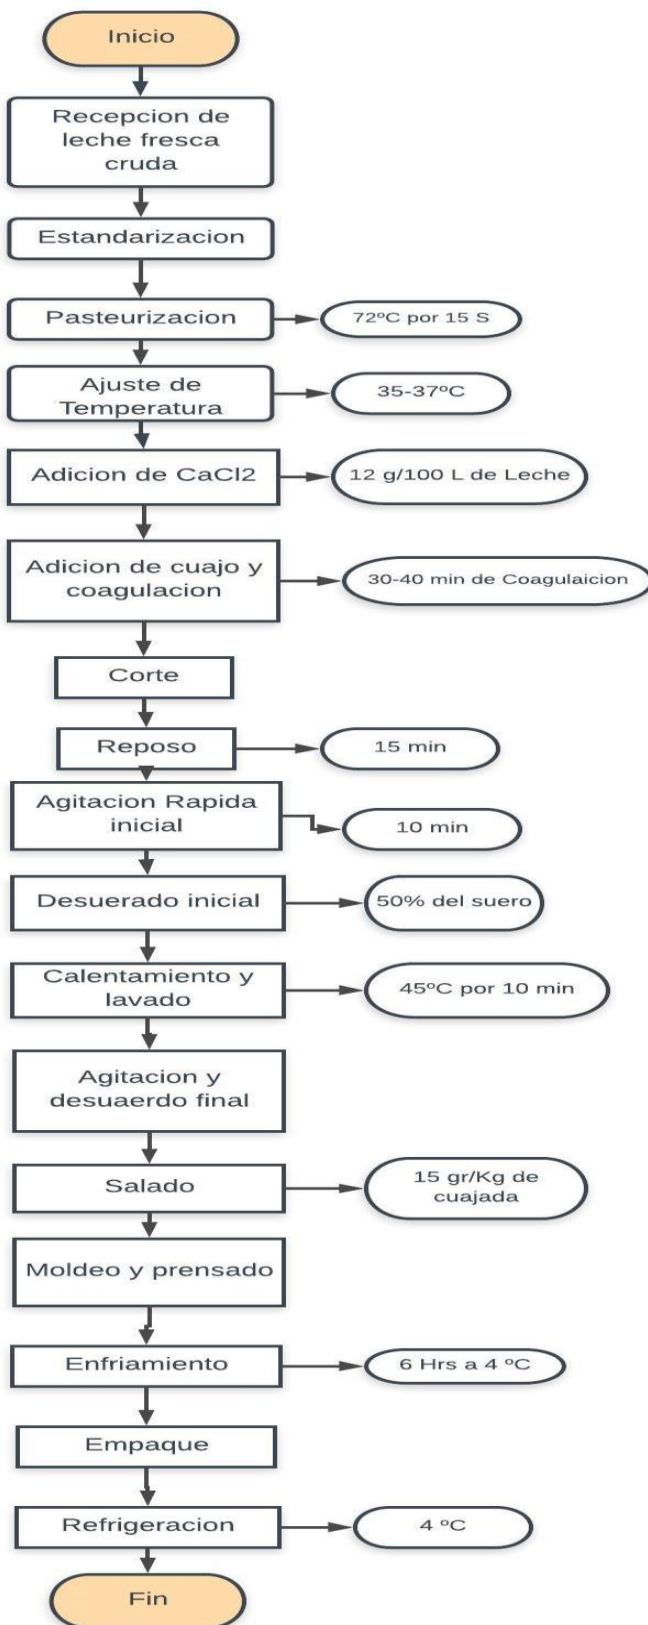 Inicio
Recepcion de
leche fresca
cruda
Estandarizacion
Pasteurizacion
72ºC por 15 S
Ajuste de
Temperatura
35-37ºC
Adicion de CaCl2
12 g/100 L de Leche
Adicion de cuajo y
coagulacion
30-40 min de Coagulaicion
Corte
Reposo
15 min
Agitacion Rapida
inicial
10 min
Desuerado inicial
50% del suero
Calentamiento y
lavado
45ºC por 10 min
Agitacion y
desuaerdo final
Salado
15 gr/Kg de
cuajada
Moldeo y prensado
Enfriamiento
6 Hrs a 4 ºC
Empaque
Refrigeracion
4 ºC
Fin